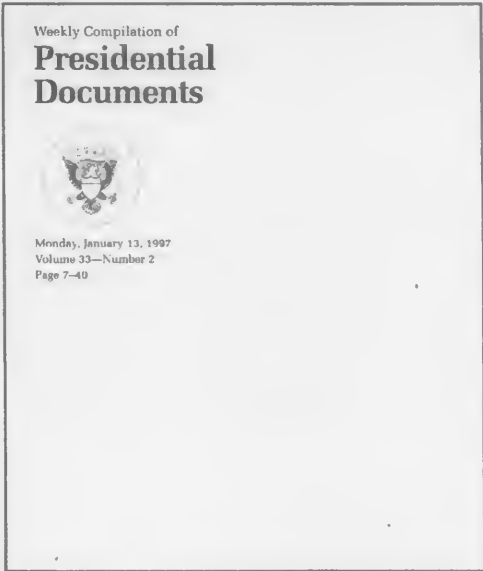 Weekly Compilation of
Presidential
Documents
Monday, January 13, 1997
Volume 33—Number 2
Page 7–40